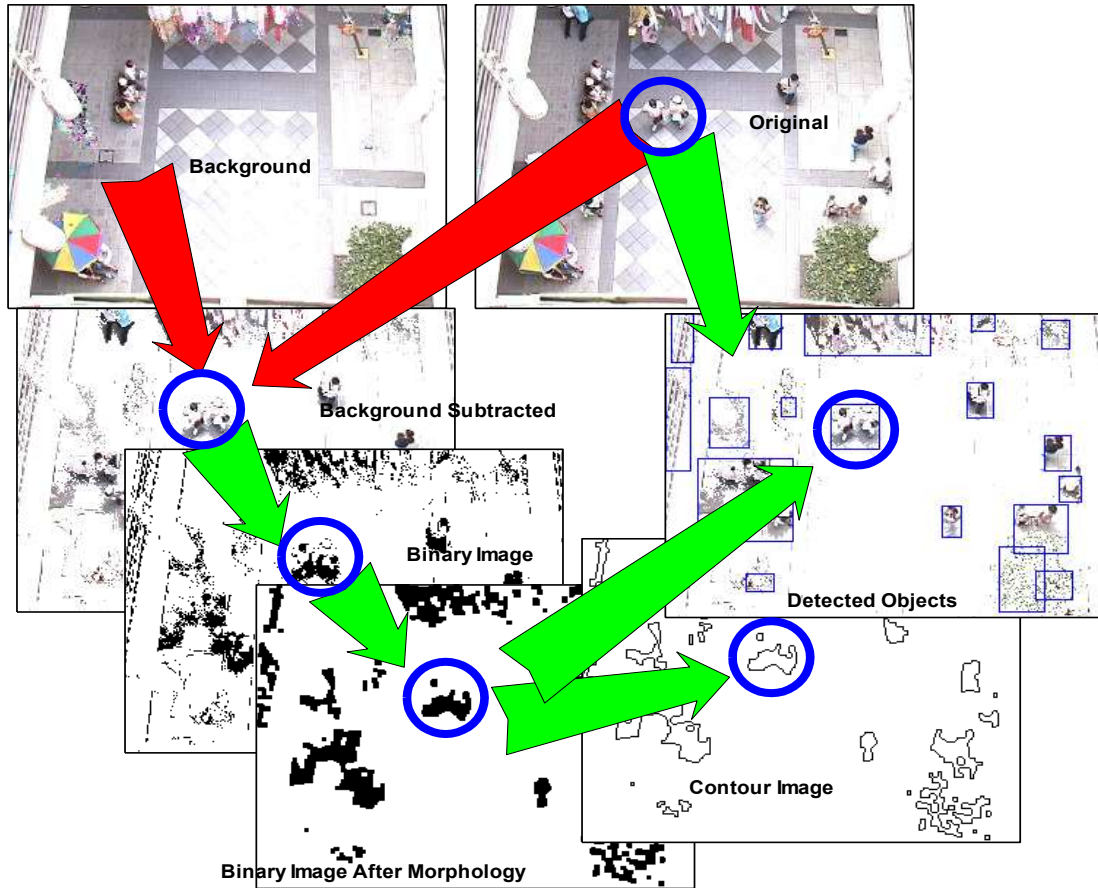 Background
Original
Background Subtracted
Binary Image
Detected Objects
Contour Image
Binary Image After Morphology